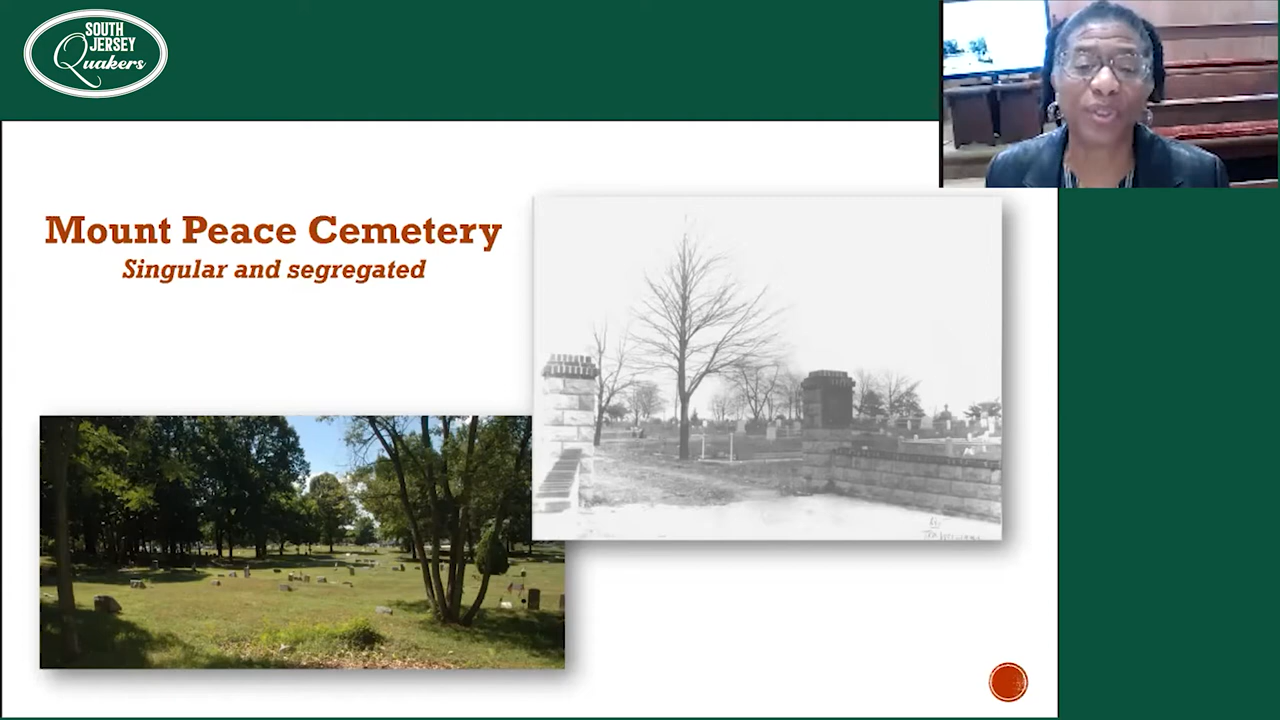 SOUTH
JERSEY
Quakers
Mount Peace Cemetery
Singular and segregated